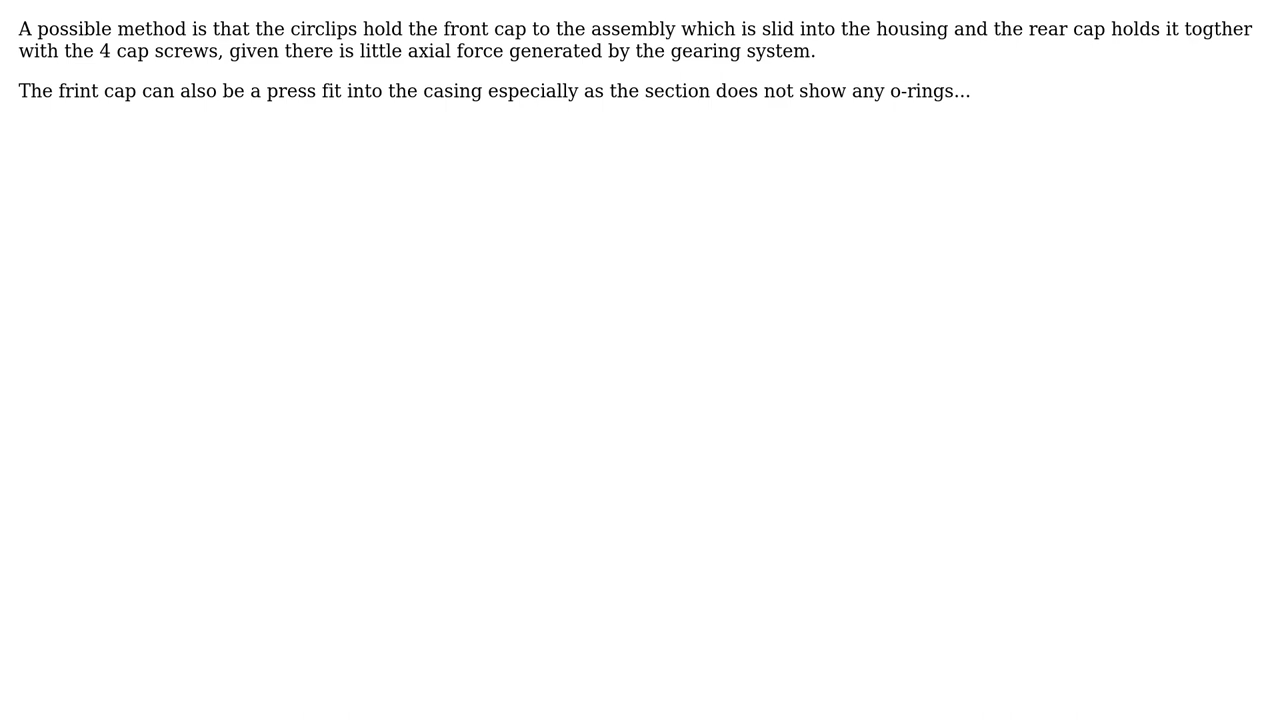 A possible method is that the circlips hold the front cap to the assembly which is slid into the housing and the rear cap holds it togther
with the 4 cap screws, given there is little axial force generated by the gearing system.
The frint cap can also be a press fit into the casing especially as the section does not show any o-rings...